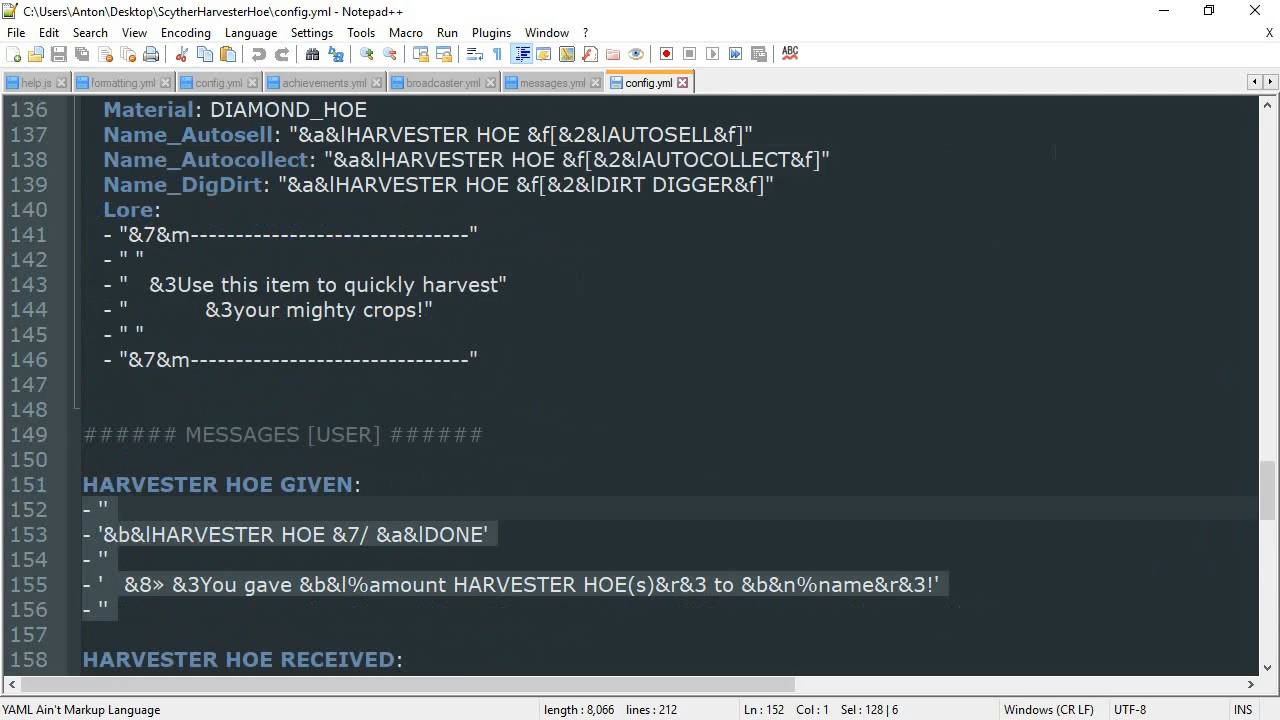 C:\Users\Anton\Desktop\ScytherHarvesterHoe\config.yml - Notepad++
File Edit Search View Encoding Language Settings Tools Macro Run Plugins Window ?
help.js formatting.yml config.yml achievements.yml broadcaster.yml messages.yml config.yml
136 Material: DIAMOND_HOE
137 Name_Autosell: "&a&lHARVESTER HOE &f[&2&lAUTOSELL&f]"
138 Name_Autocollect: "&a&lHARVESTER HOE &f[&2&lAUTOCOLLECT&f]"
139 Name_DigDirt: "&a&lHARVESTER HOE &f[&2&lDIRT DIGGER&f]"
140 Lore:
141 - "&7&m-------------------------------"
142 - " "
143 - "   &3Use this item to quickly harvest"
144 - "           &3your mighty crops!"
145 - " "
146 - "&7&m-------------------------------"
147
148
149 ###### MESSAGES [USER] ######
150
151 HARVESTER HOE GIVEN:
152 - ''
153 - '&b&lHARVESTER HOE &7/ &a&lDONE'
154 - ''
155 - '   &8» &3You gave &b&l%amount HARVESTER HOE(s)&r&3 to &b&n%name&r&3!'
156 - ''
157
158 HARVESTER HOE RECEIVED:
YAML Ain't Markup Language length : 8,066 lines : 212 Ln : 152 Col : 1 Sel : 128 | 6 Windows (CR LF) UTF-8 INS